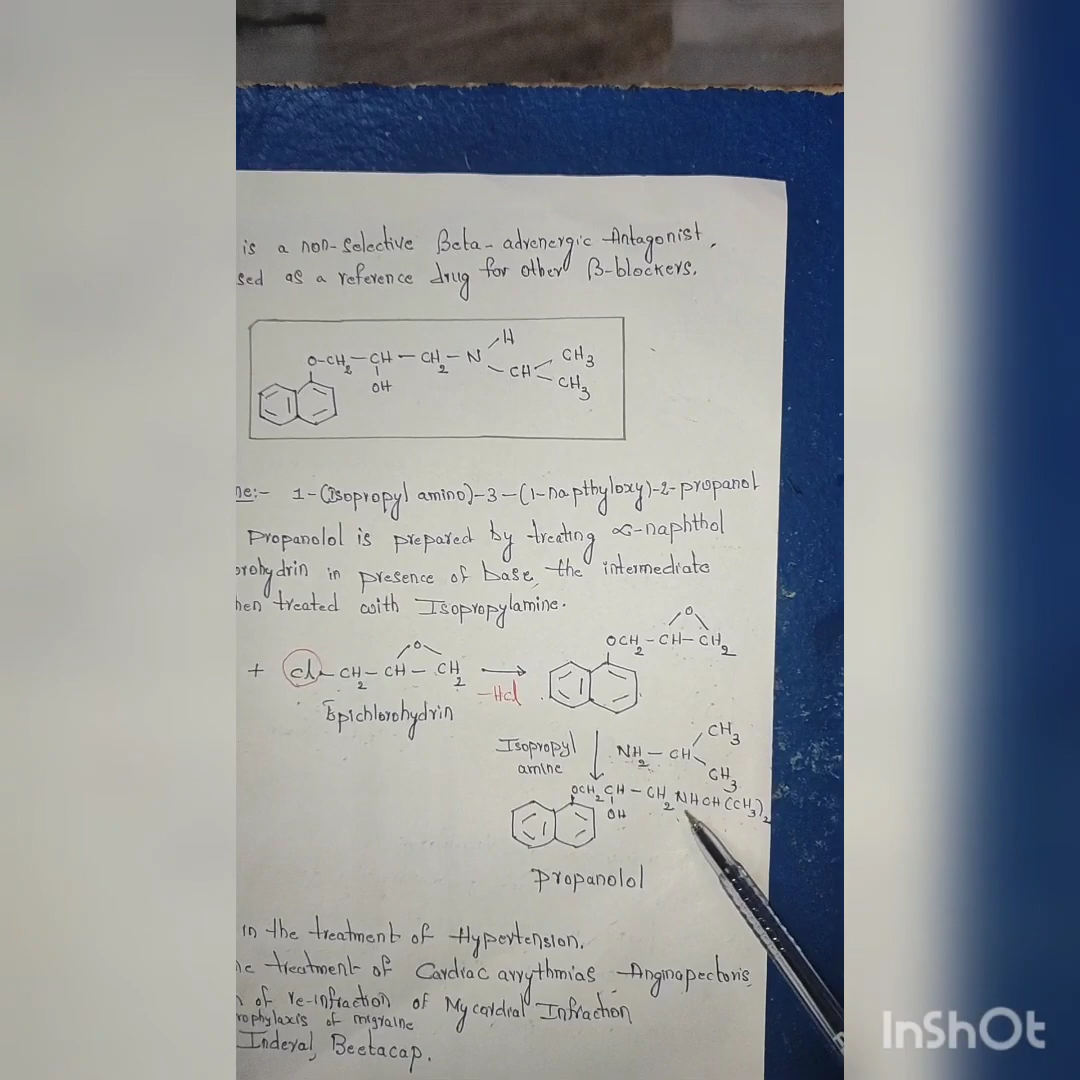 is a non-selective Beta-adrenergic Antagonist,
sed as a reference drug for other β-blockers.
H
O-CH2-CH-CH2-N
CH3
CH
CH3
OH
ne:- 1-(Isopropyl amino)-3-(1-napthyloxy)-2-propanol
Propanolol is prepared by treating ∝-naphthol
orohydrin in presence of base, the intermediate
hen treated with Isopropylamine.
O
OCH2-CH-CH2
O
+ Cl-CH2-CH-CH2
-Hcl
Epichlorohydrin
CH3
Isopropyl
amine
NH2-CH
CH3
OCH2CH-CH2NHCH(CH3)2
OH
Propanolol
in the treatment of Hypertension.
he treatment of Cardiac arrythmias Anginapectoris,
n of re-infraction of Mycardial Infraction
rophylaxis of migraine
Inderal, Beetacap.
InShOt